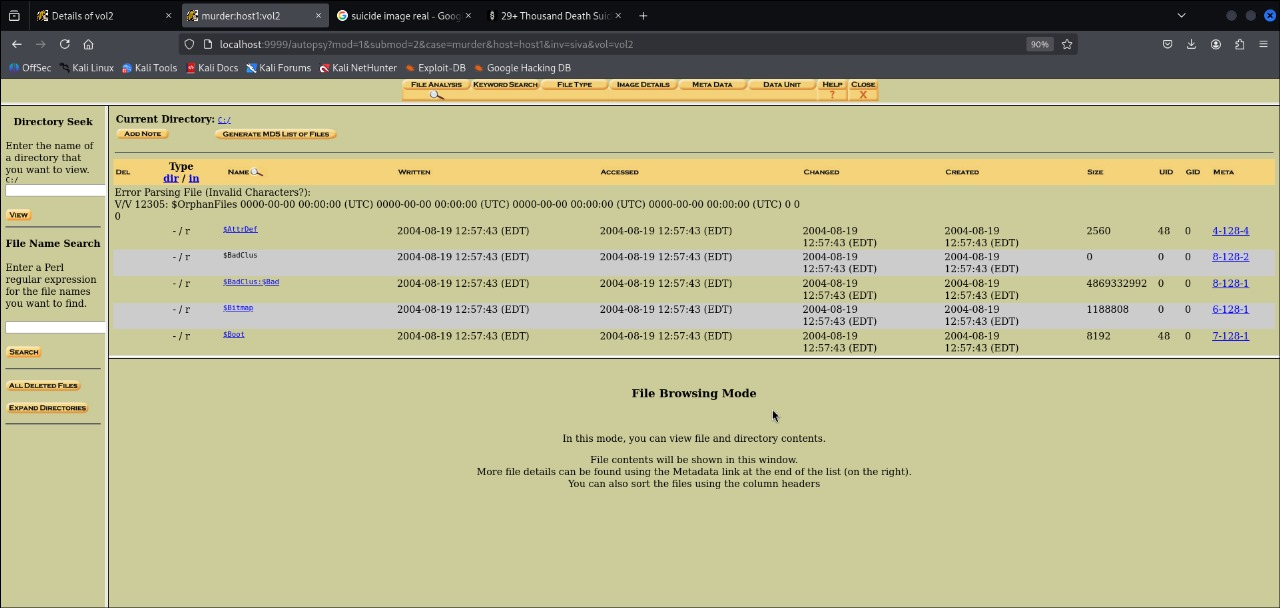 Details of vol2
murder:host1:vol2
suicide image real - Goog
29+ Thousand Death Suic
localhost:9999/autopsy?mod=1&submod=2&case=murder&host=host1&inv=siva&vol=vol2
90%
OffSec Kali Linux Kali Tools Kali Docs Kali Forums Kali NetHunter Exploit-DB Google Hacking DB
FILE ANALYSIS KEYWORD SEARCH FILE TYPE IMAGE DETAILS META DATA DATA UNIT HELP CLOSE
? X
Directory Seek
Enter the name of
a directory that
you want to view.
C:/
VIEW
File Name Search
Enter a Perl
regular expression
for the file names
you want to find.
SEARCH
ALL DELETED FILES
EXPAND DIRECTORIES
Current Directory: C:/
ADD NOTE GENERATE MD5 LIST OF FILES
DEL Type NAME WRITTEN ACCESSED CHANGED CREATED SIZE UID GID META
dir / in
Error Parsing File (Invalid Characters?):
V/V 12305: $OrphanFiles 0000-00-00 00:00:00 (UTC) 0000-00-00 00:00:00 (UTC) 0000-00-00 00:00:00 (UTC) 0000-00-00 00:00:00 (UTC) 0 0
0
- / r $AttrDef 2004-08-19 12:57:43 (EDT) 2004-08-19 12:57:43 (EDT) 2004-08-19 2004-08-19 2560 48 0 4-128-4
12:57:43 (EDT) 12:57:43 (EDT)
- / r $BadClus 2004-08-19 12:57:43 (EDT) 2004-08-19 12:57:43 (EDT) 2004-08-19 2004-08-19 0 0 0 8-128-2
12:57:43 (EDT) 12:57:43 (EDT)
- / r $BadClus:$Bad 2004-08-19 12:57:43 (EDT) 2004-08-19 12:57:43 (EDT) 2004-08-19 2004-08-19 4869332992 0 0 8-128-1
12:57:43 (EDT) 12:57:43 (EDT)
- / r $Bitmap 2004-08-19 12:57:43 (EDT) 2004-08-19 12:57:43 (EDT) 2004-08-19 2004-08-19 1188808 0 0 6-128-1
12:57:43 (EDT) 12:57:43 (EDT)
- / r $Boot 2004-08-19 12:57:43 (EDT) 2004-08-19 12:57:43 (EDT) 2004-08-19 2004-08-19 8192 48 0 7-128-1
12:57:43 (EDT) 12:57:43 (EDT)
File Browsing Mode
In this mode, you can view file and directory contents.
File contents will be shown in this window.
More file details can be found using the Metadata link at the end of the list (on the right).
You can also sort the files using the column headers